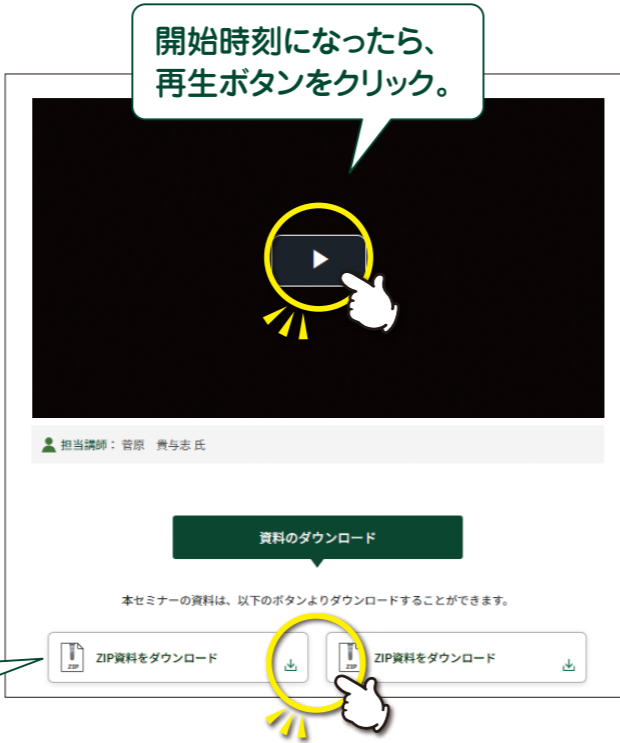 開始時刻になったら、
再生ボタンをクリック。
担当講師： 菅原　貴与志 氏
資料のダウンロード
本セミナーの資料は、以下のボタンよりダウンロードすることができます。
ZIP ZIP資料をダウンロード
ZIP ZIP資料をダウンロード